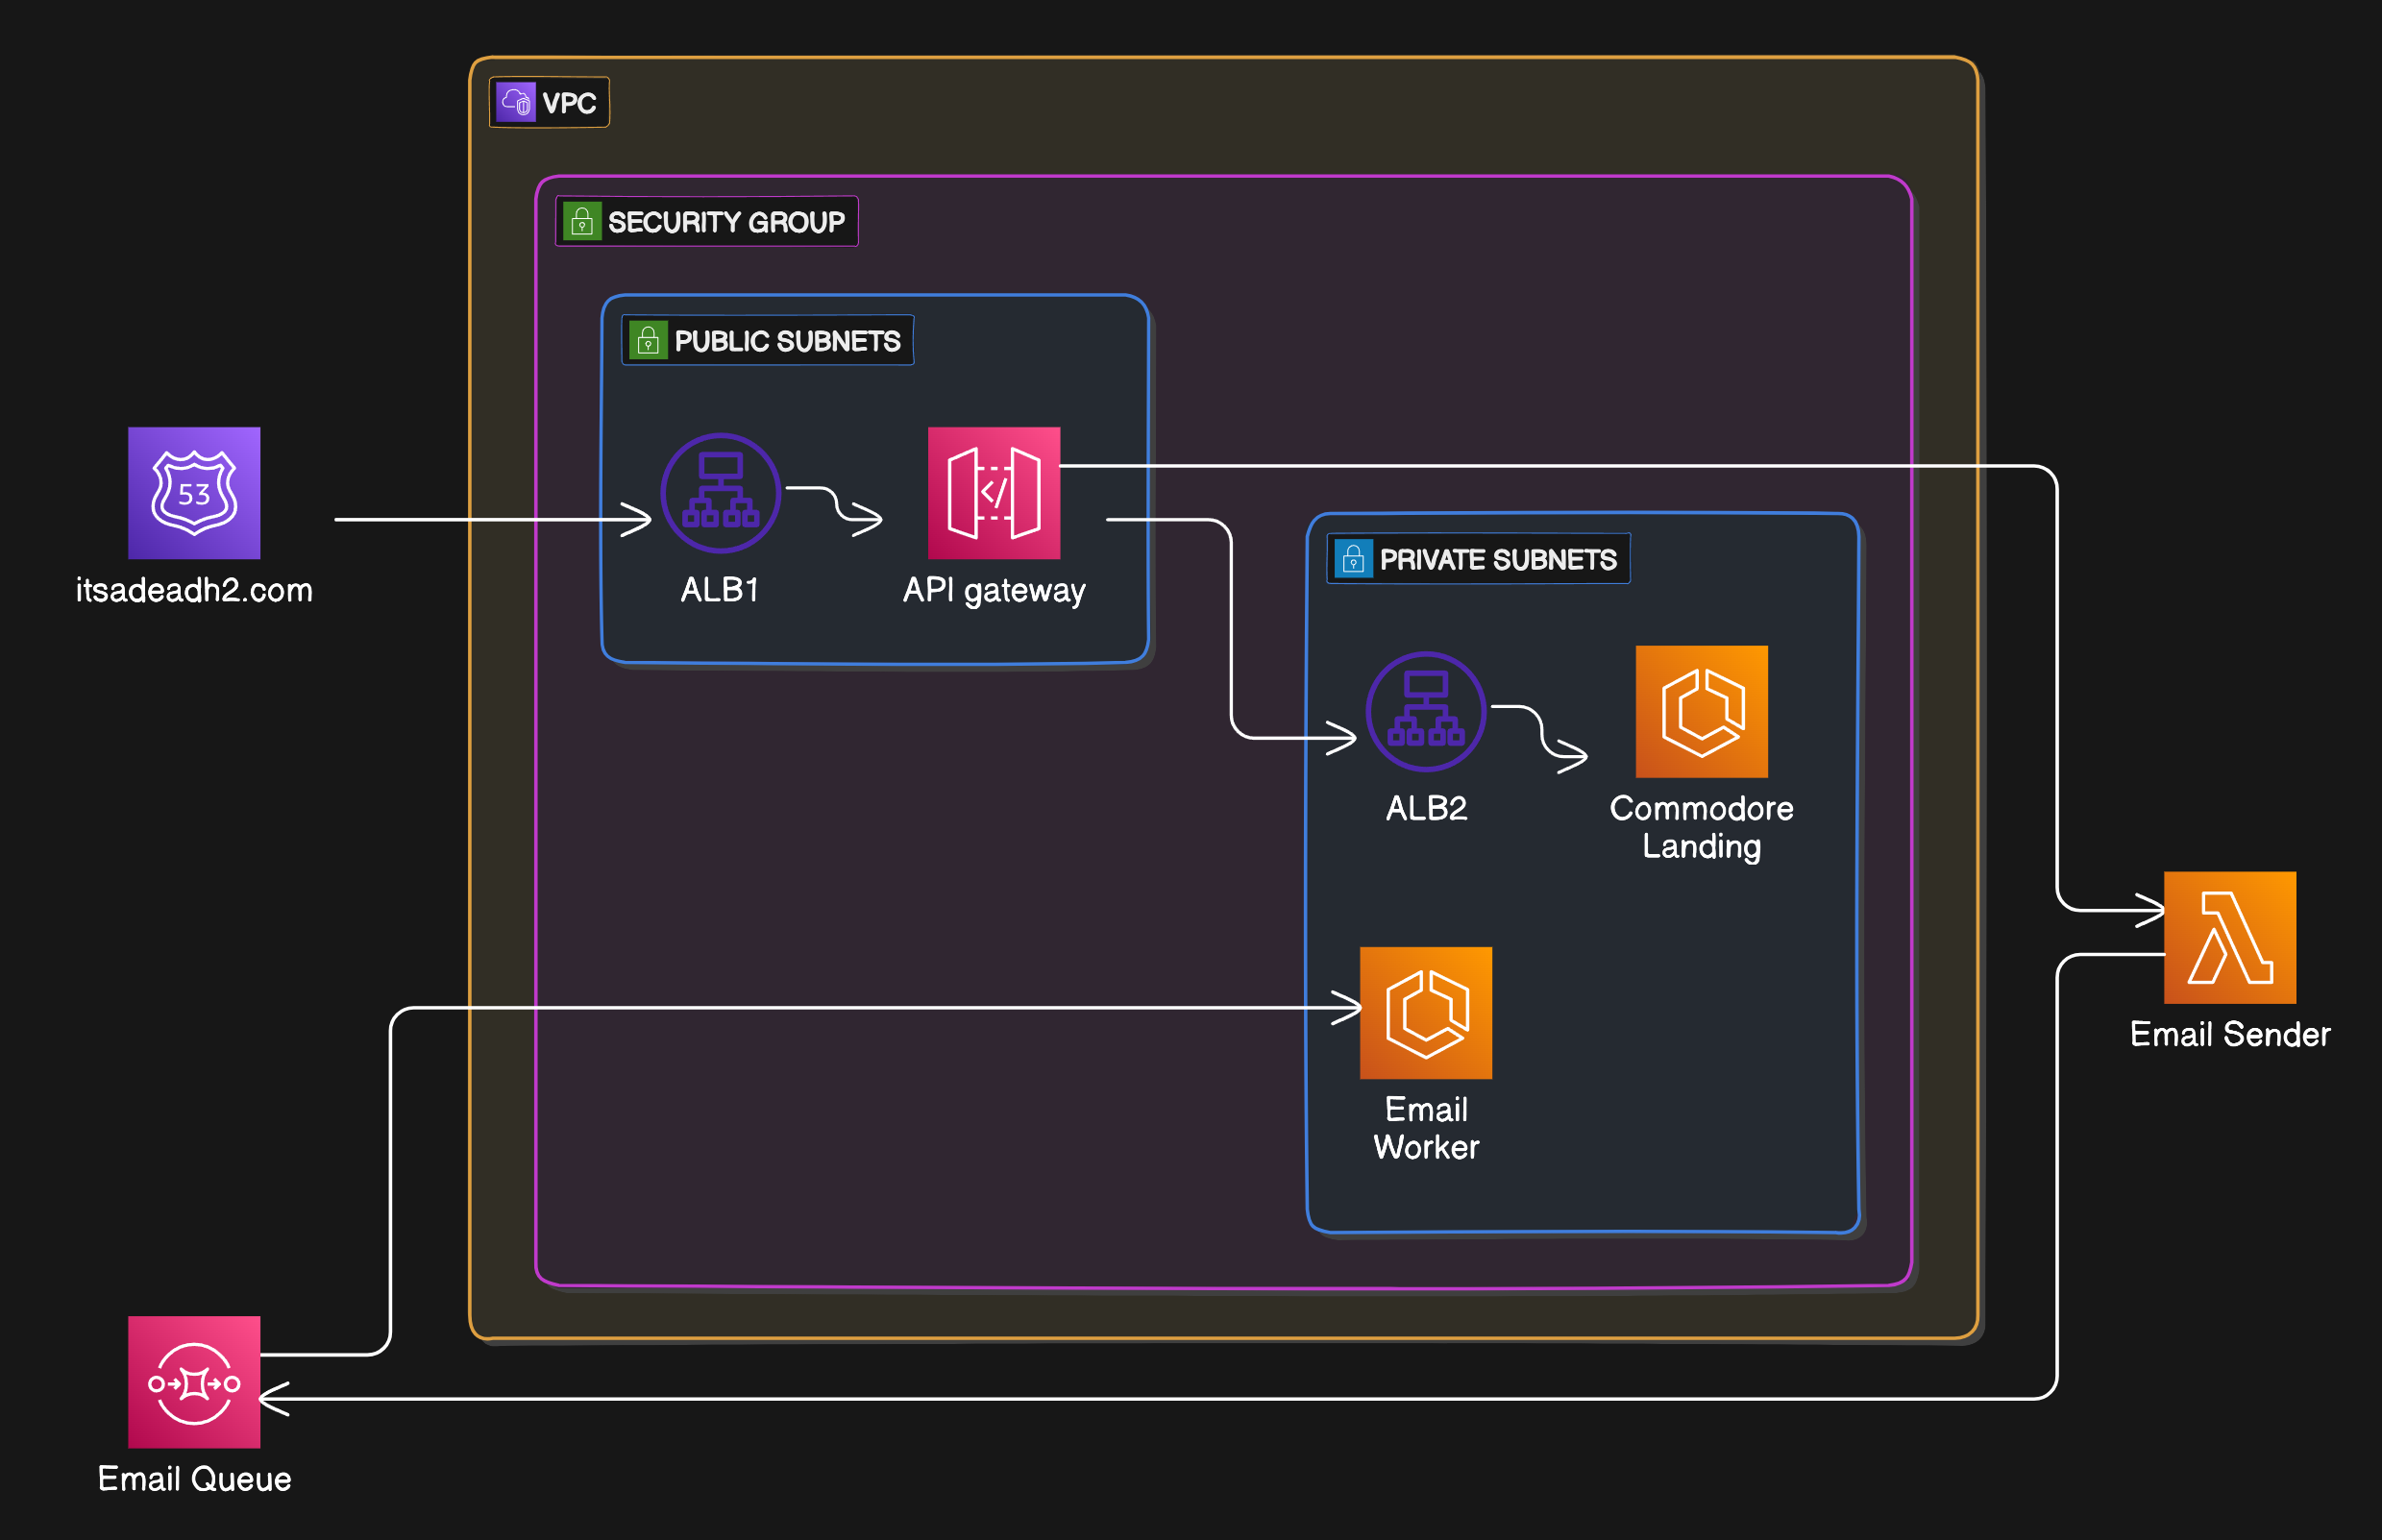 VPC
SECURITY GROUP
PUBLIC SUBNETS
53
itsadeadh2.com
ALB1
API gateway
PRIVATE SUBNETS
ALB2
Commodore
Landing
Email
Worker
Email Sender
Email Queue